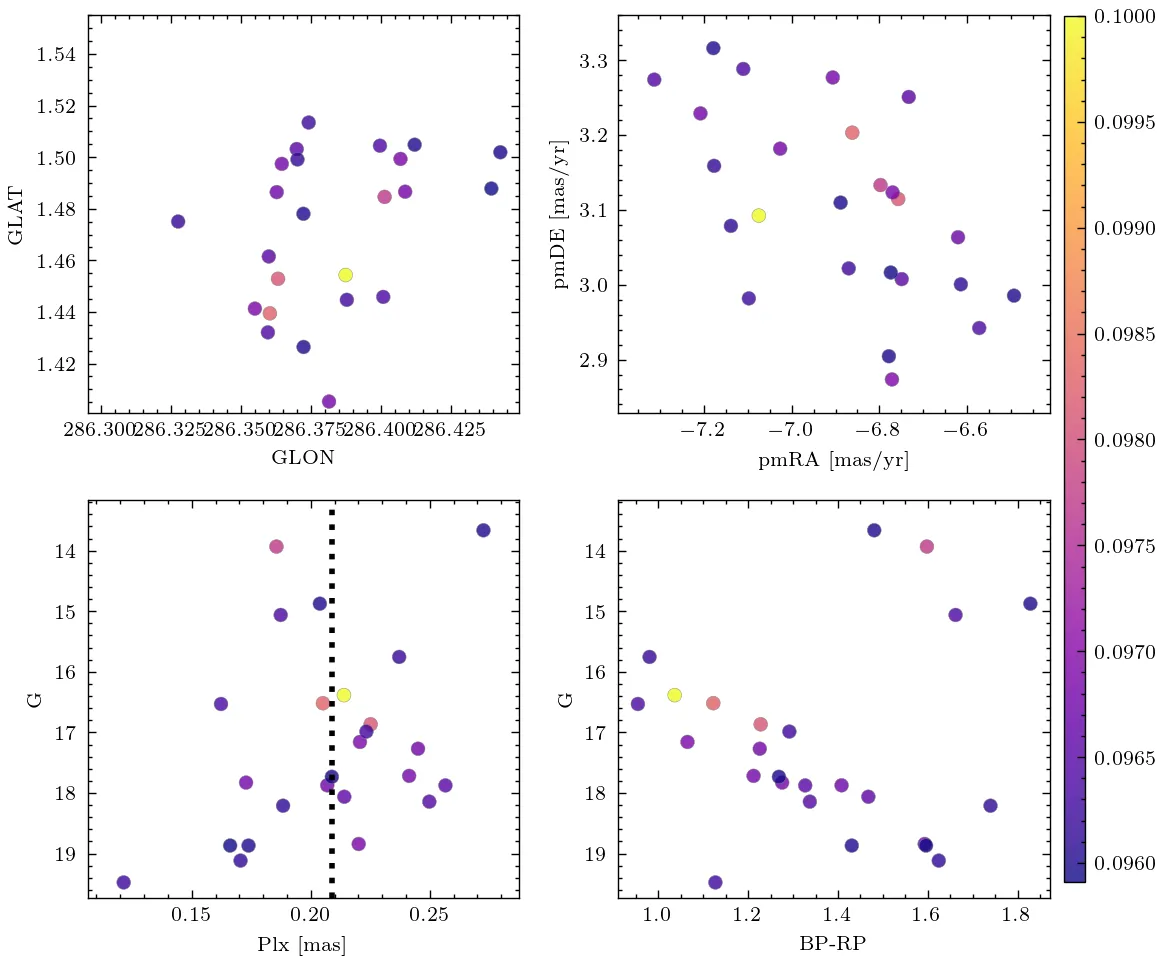 1.54
1.52
1.50
1.48
1.46
1.44
1.42
GLAT
286.300 286.325 286.350 286.375 286.400 286.425
GLON
3.3
3.2
3.1
3.0
2.9
pmDE [mas/yr]
−7.2 −7.0 −6.8 −6.6
pmRA [mas/yr]
14
15
16
17
18
19
G
0.15 0.20 0.25
Plx [mas]
14
15
16
17
18
19
G
1.0 1.2 1.4 1.6 1.8
BP-RP
0.1000
0.0995
0.0990
0.0985
0.0980
0.0975
0.0970
0.0965
0.0960